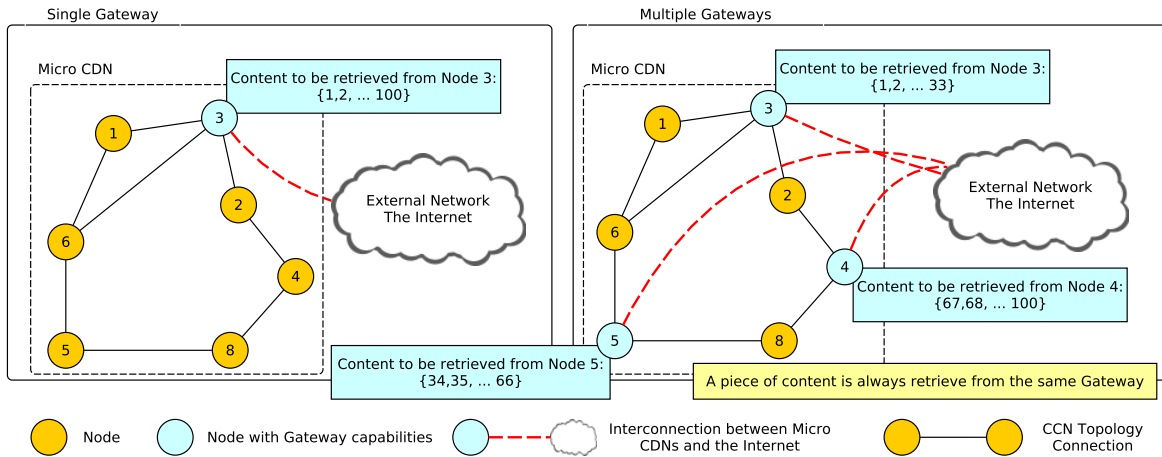 Single Gateway
Micro CDN
Content to be retrieved from Node 3:
{1,2, ... 100}
1
3
2
6
4
5
8
External Network
The Internet
Multiple Gateways
Micro CDN
Content to be retrieved from Node 3:
{1,2, ... 33}
1
3
2
6
4
5
8
External Network
The Internet
Content to be retrieved from Node 4:
{67,68, ... 100}
Content to be retrieved from Node 5:
{34,35, ... 66}
A piece of content is always retrieve from the same Gateway
Node
Node with Gateway capabilities
Interconnection between Micro
CDNs and the Internet
CCN Topology
Connection